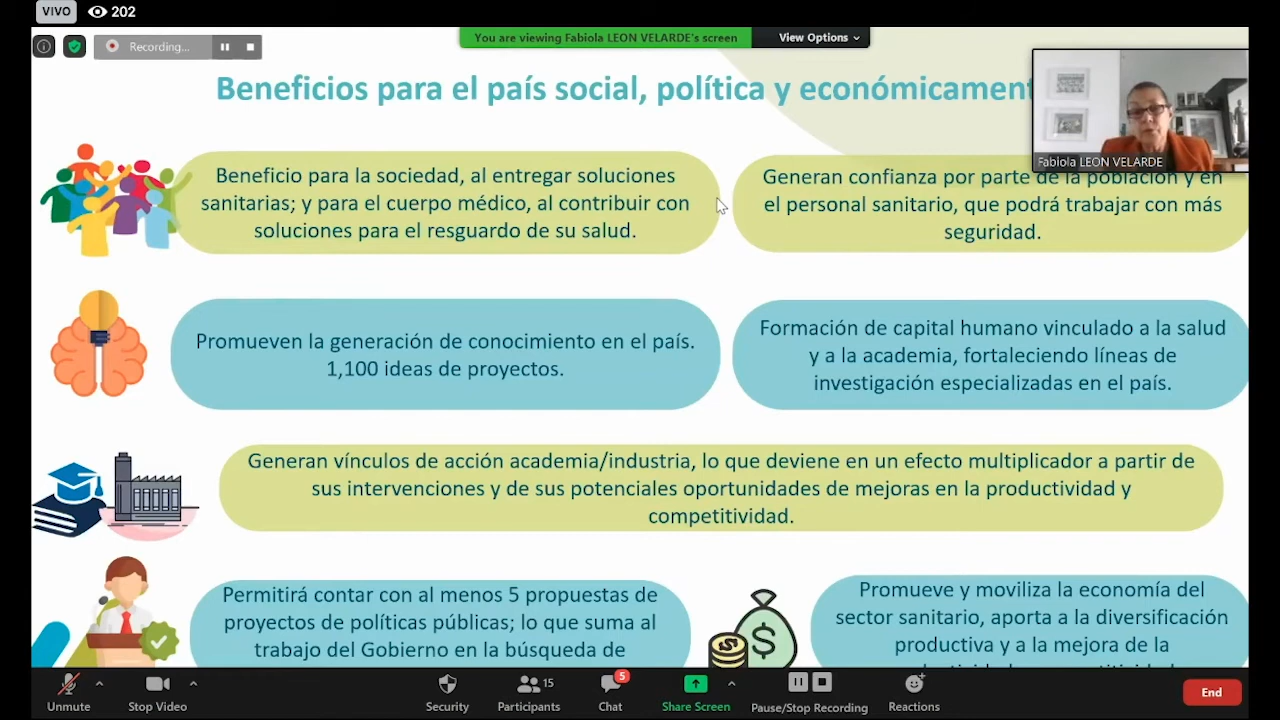 VIVO 202
Recording...
You are viewing Fabiola LEON VELARDE's screen
View Options
Beneficios para el país social, política y económicament
Fabiola LEON VELARDE
Beneficio para la sociedad, al entregar soluciones
sanitarias; y para el cuerpo médico, al contribuir con
soluciones para el resguardo de su salud.
Generan confianza por parte de la población y en
el personal sanitario, que podrá trabajar con más
seguridad.
Promueven la generación de conocimiento en el país.
1,100 ideas de proyectos.
Formación de capital humano vinculado a la salud
y a la academia, fortaleciendo líneas de
investigación especializadas en el país.
Generan vínculos de acción academia/industria, lo que deviene en un efecto multiplicador a partir de
sus intervenciones y de sus potenciales oportunidades de mejoras en la productividad y
competitividad.
Permitirá contar con al menos 5 propuestas de
proyectos de políticas públicas; lo que suma al
trabajo del Gobierno en la búsqueda de
Promueve y moviliza la economía del
sector sanitario, aporta a la diversificación
productiva y a la mejora de la
Unmute
Stop Video
Security
15
Participants
5
Chat
Share Screen
Pause/Stop Recording
Reactions
End